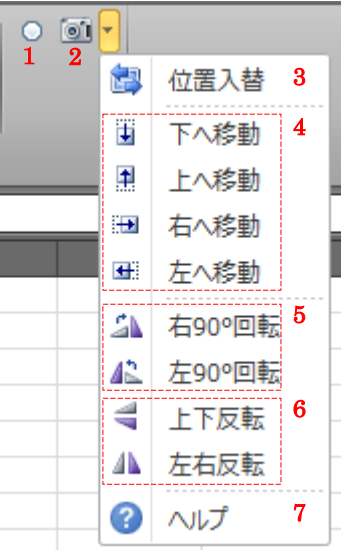 1 2
位置入替 3
下へ移動 4
上へ移動
右へ移動
左へ移動
右90°回転 5
左90°回転
上下反転 6
左右反転
ヘルプ 7